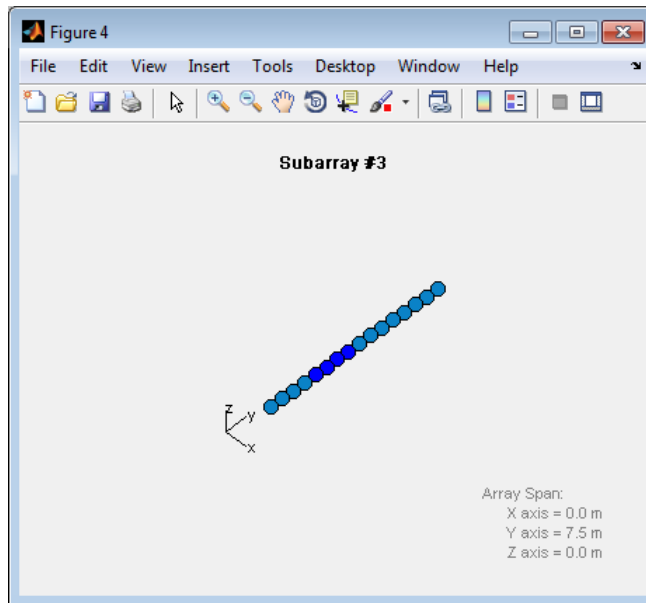 Figure 4
File Edit View Insert Tools Desktop Window Help
Subarray #3
z
y
x
Array Span:
X axis = 0.0 m
Y axis = 7.5 m
Z axis = 0.0 m